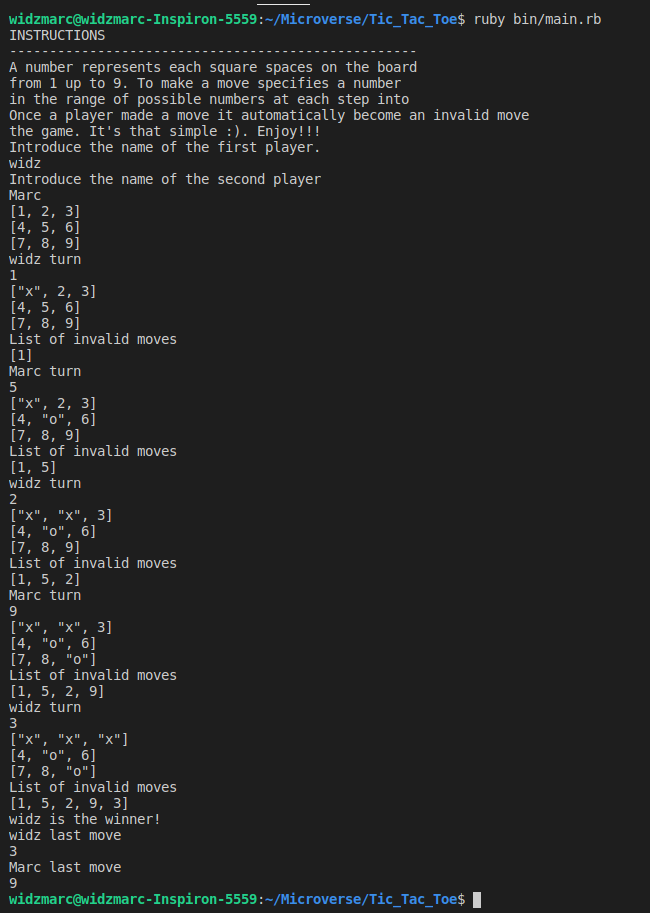 widzmarc@widzmarc-Inspiron-5559:~/Microverse/Tic_Tac_Toe$ ruby bin/main.rb
INSTRUCTIONS
---------------------------------------------------
A number represents each square spaces on the board
from 1 up to 9. To make a move specifies a number
in the range of possible numbers at each step into
Once a player made a move it automatically become an invalid move
the game. It's that simple :). Enjoy!!!
Introduce the name of the first player.
widz
Introduce the name of the second player
Marc
[1, 2, 3]
[4, 5, 6]
[7, 8, 9]
widz turn
1
["x", 2, 3]
[4, 5, 6]
[7, 8, 9]
List of invalid moves
[1]
Marc turn
5
["x", 2, 3]
[4, "o", 6]
[7, 8, 9]
List of invalid moves
[1, 5]
widz turn
2
["x", "x", 3]
[4, "o", 6]
[7, 8, 9]
List of invalid moves
[1, 5, 2]
Marc turn
9
["x", "x", 3]
[4, "o", 6]
[7, 8, "o"]
List of invalid moves
[1, 5, 2, 9]
widz turn
3
["x", "x", "x"]
[4, "o", 6]
[7, 8, "o"]
List of invalid moves
[1, 5, 2, 9, 3]
widz is the winner!
widz last move
3
Marc last move
9
widzmarc@widzmarc-Inspiron-5559:~/Microverse/Tic_Tac_Toe$